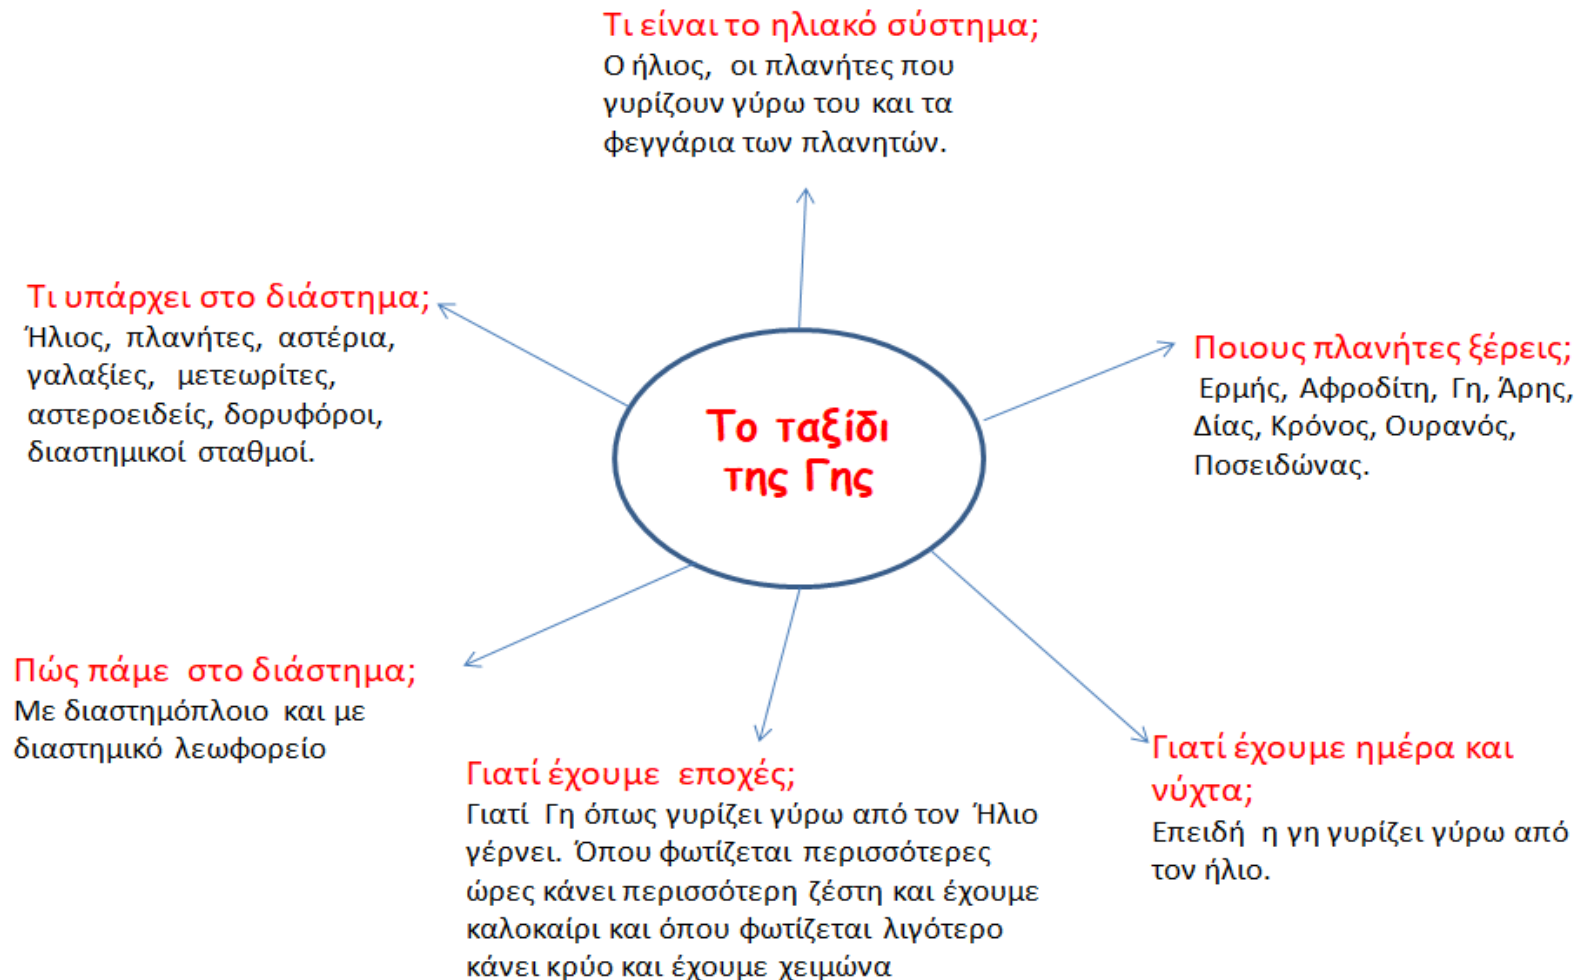 Τι είναι το ηλιακό σύστημα;
Ο ήλιος, οι πλανήτες που
γυρίζουν γύρω του και τα
φεγγάρια των πλανητών.
Τι υπάρχει στο διάστημα;
Ήλιος, πλανήτες, αστέρια,
γαλαξίες, μετεωρίτες,
αστεροειδείς, δορυφόροι,
διαστημικοί σταθμοί.
Ποιους πλανήτες ξέρεις;
Ερμής, Αφροδίτη, Γη, Άρης,
Δίας, Κρόνος, Ουρανός,
Ποσειδώνας.
Το ταξίδι
της Γης
Πώς πάμε στο διάστημα;
Με διαστημόπλοιο και με
διαστημικό λεωφορείο
Γιατί έχουμε εποχές;
Γιατί Γη όπως γυρίζει γύρω από τον Ήλιο
γέρνει. Όπου φωτίζεται περισσότερες
ώρες κάνει περισσότερη ζέστη και έχουμε
καλοκαίρι και όπου φωτίζεται λιγότερο
κάνει κρύο και έχουμε χειμώνα
Γιατί έχουμε ημέρα και
νύχτα;
Επειδή η γη γυρίζει γύρω από
τον ήλιο.